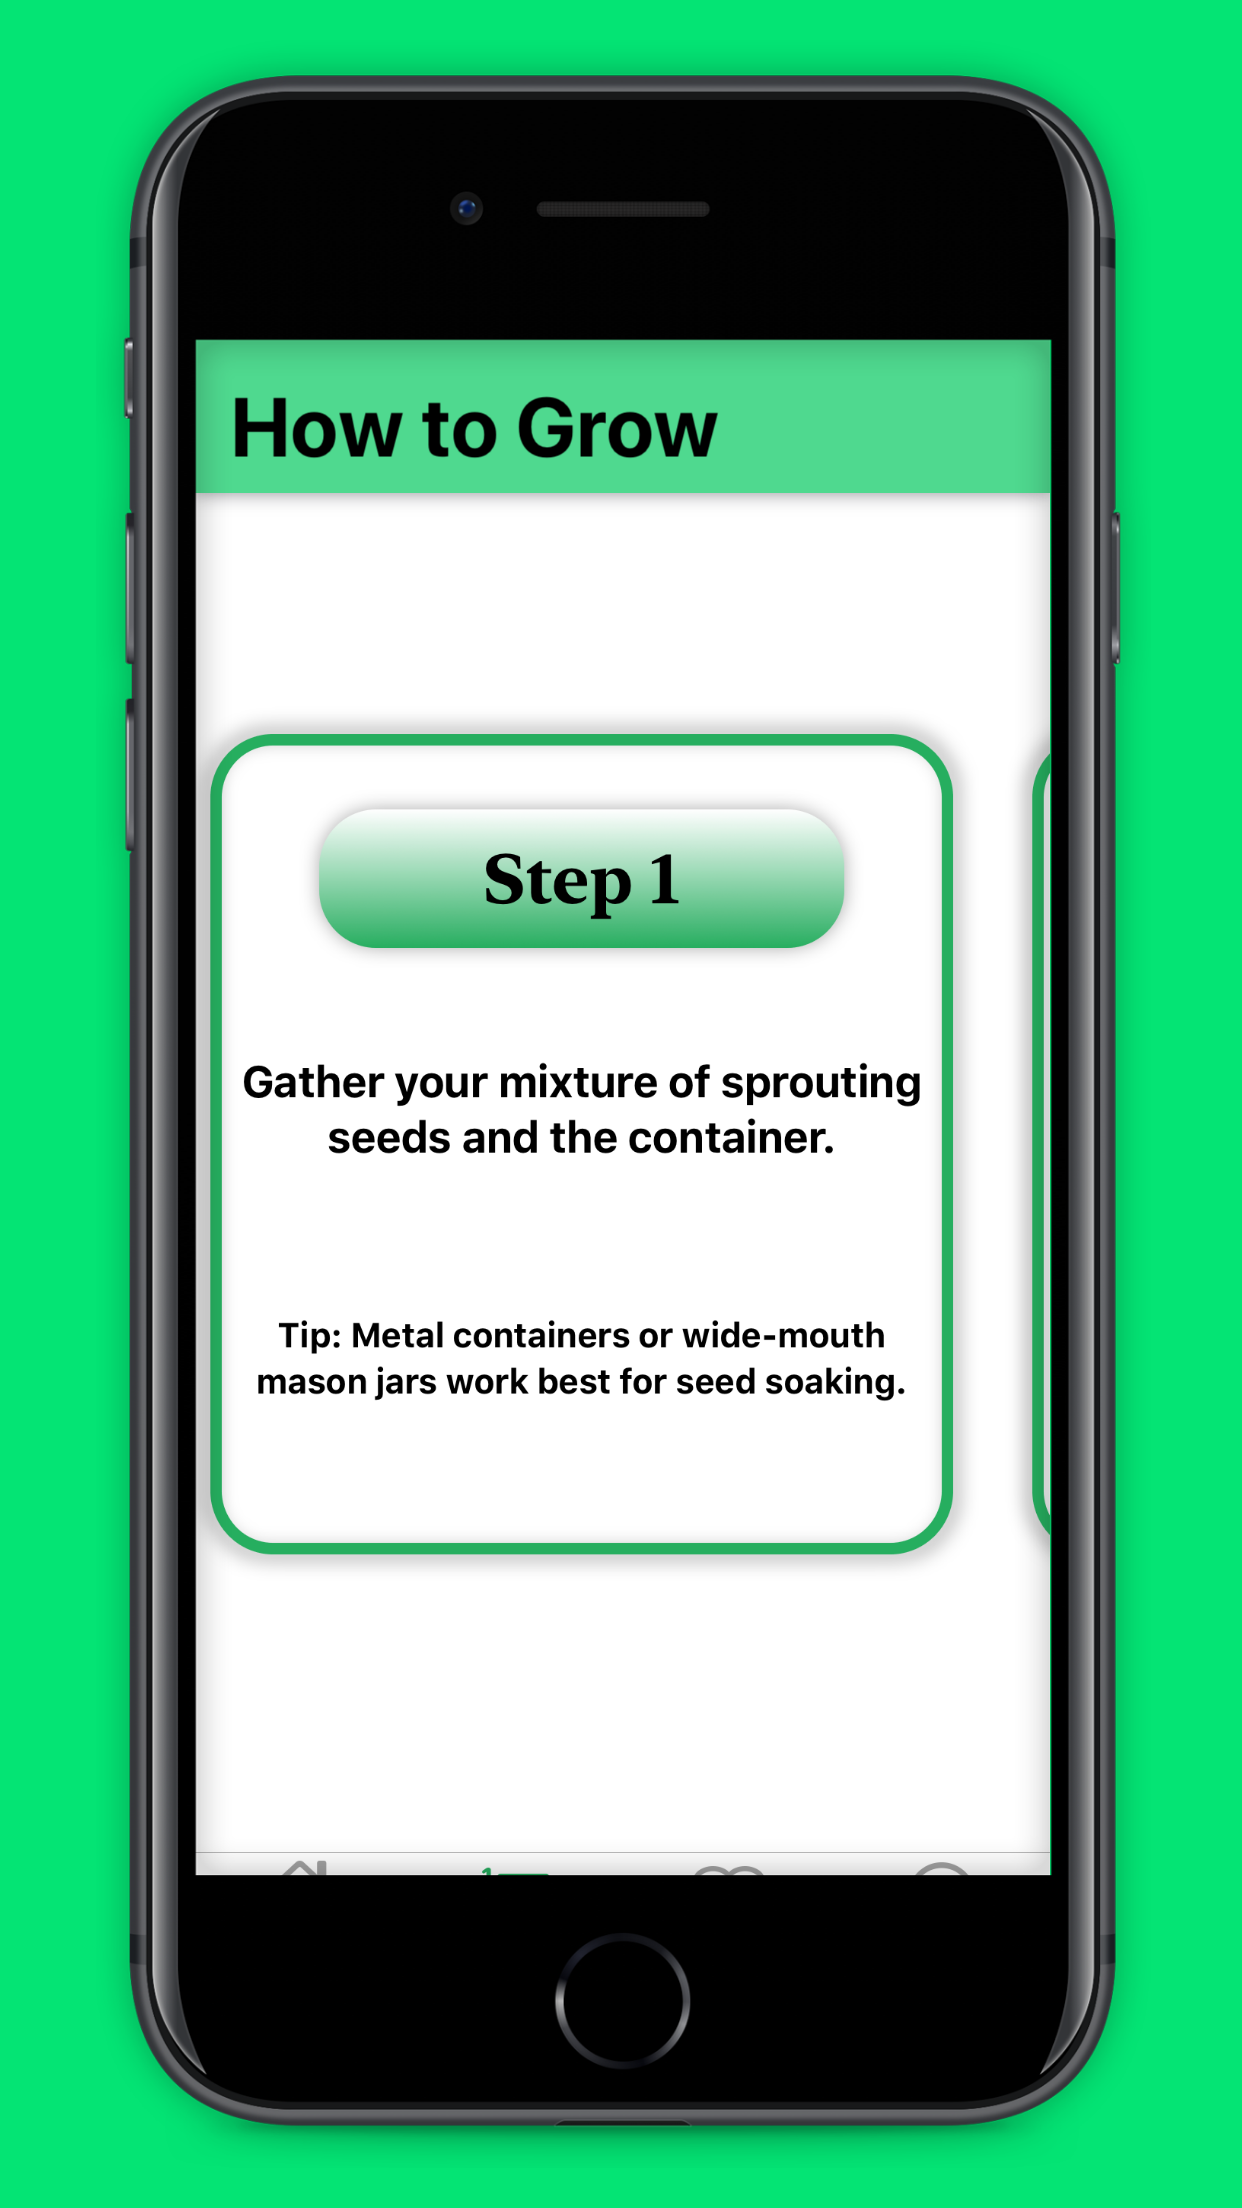 How to Grow
Step 1
Gather your mixture of sprouting
seeds and the container.
Tip: Metal containers or wide-mouth
mason jars work best for seed soaking.